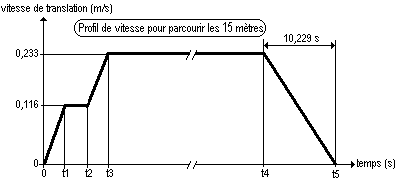 vitesse de translation (m/s)
Profil de vitesse pour parcourir les 15 mètres
10,229 s
0,233
0,116
0
0 t1 t2 t3 t4 t5 temps (s)